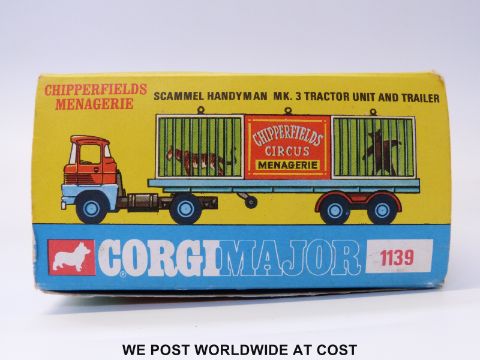 CHIPPERFIELDS
MENAGERIE
SCAMMEL HANDYMAN MK. 3 TRACTOR UNIT AND TRAILER
CHIPPERFIELDS
CIRCUS
MENAGERIE
CORGI MAJOR 1139
WE POST WORLDWIDE AT COST